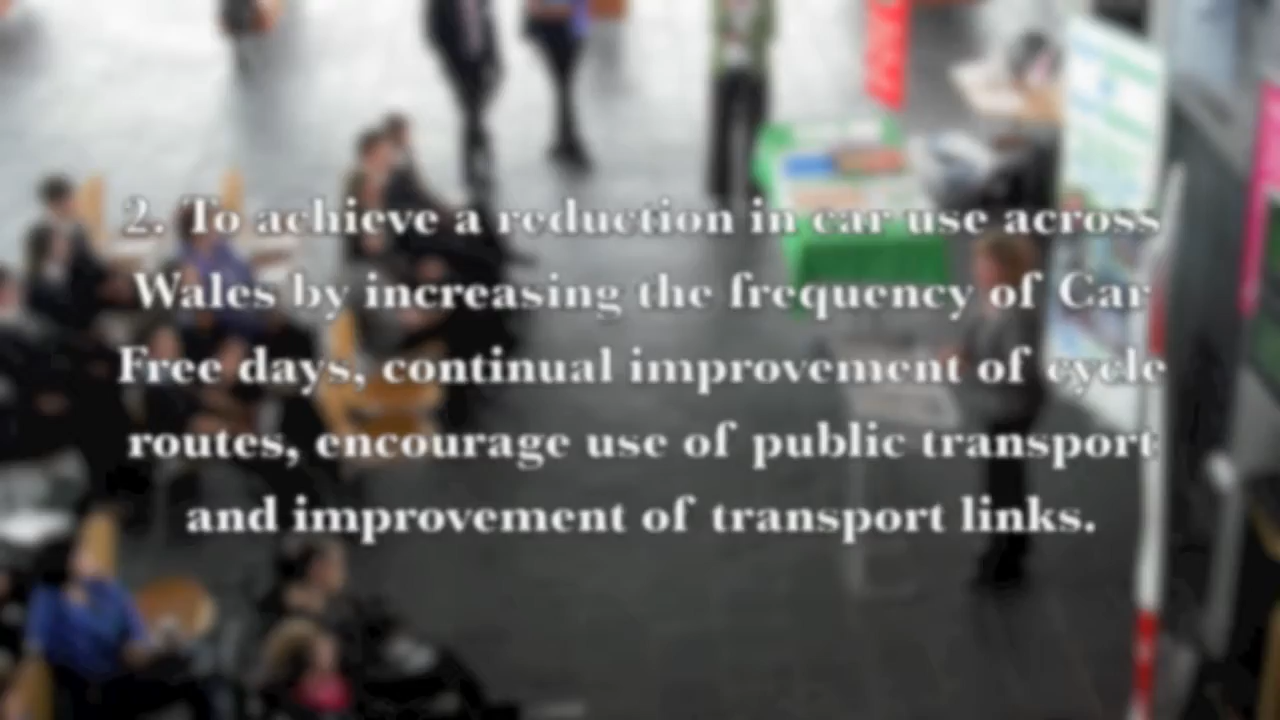 2. To achieve a reduction in car use across
Wales by increasing the frequency of Car
Free days, continual improvement of cycle
routes, encourage use of public transport
and improvement of transport links.